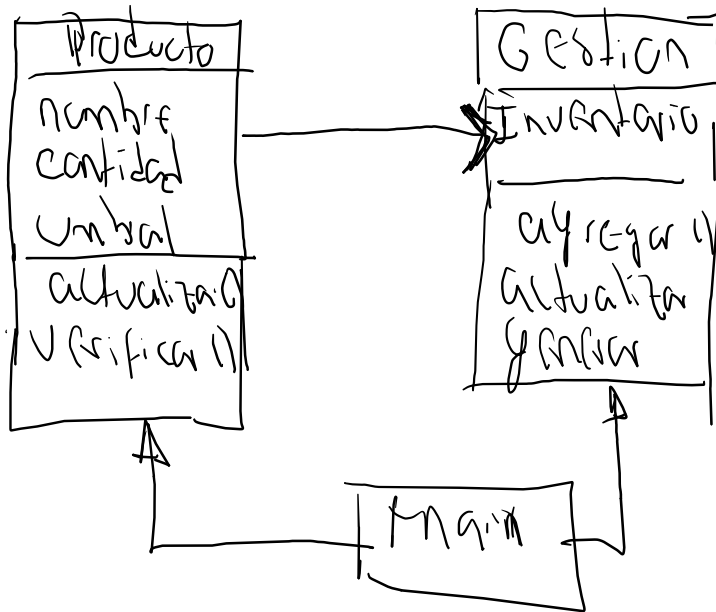 Producto
nombre
cantidad
umbral
actualizar()
verificar()
Gestion
Inventario
agregar()
actualizar
generar
Main